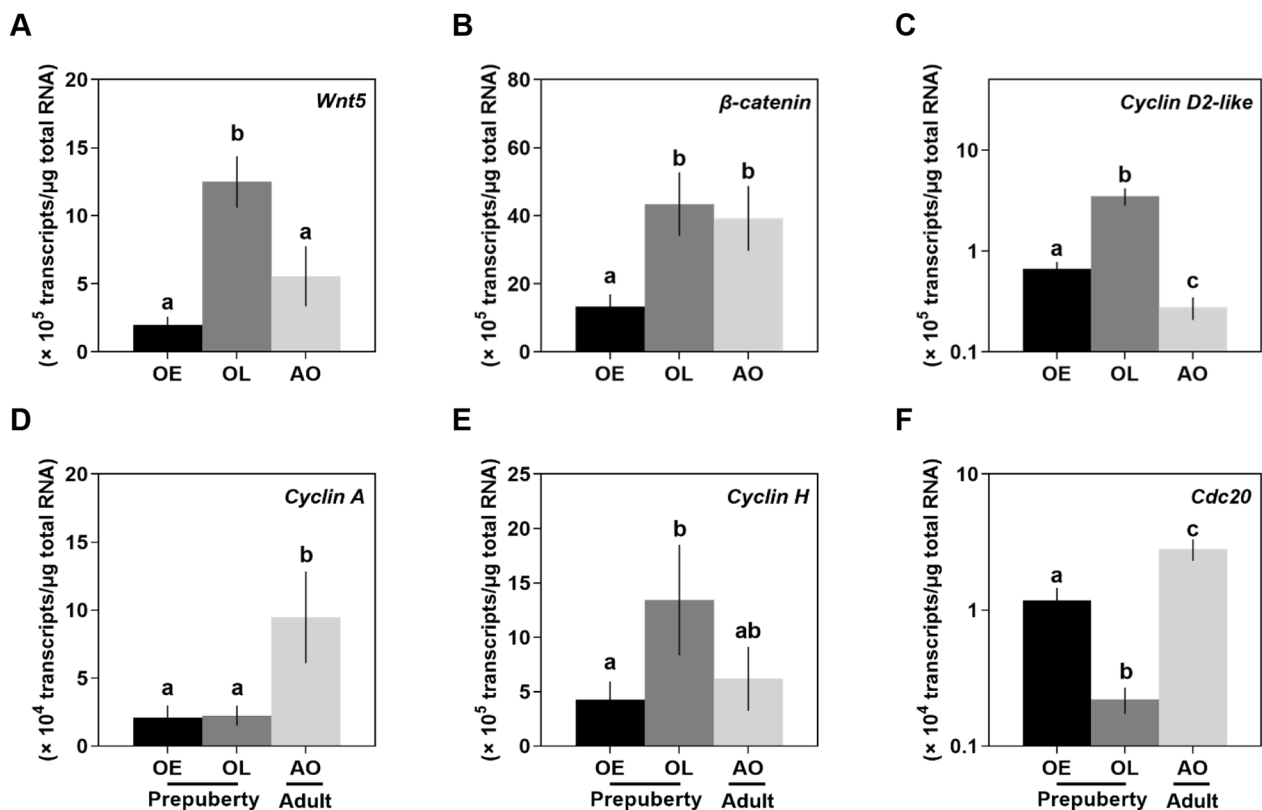 A
(× 10⁵ transcripts/µg total RNA)
20
15
10
5
0
Wnt5
a
b
a
OE OL AO
B
(× 10⁵ transcripts/µg total RNA)
80
60
40
20
0
β-catenin
a
b
b
OE OL AO
C
(× 10⁵ transcripts/µg total RNA)
10
1
0.1
Cyclin D2-like
a
b
c
OE OL AO
D
(× 10⁴ transcripts/µg total RNA)
20
15
10
5
0
Cyclin A
a
a
b
OE OL AO
Prepuberty Adult
E
(× 10⁵ transcripts/µg total RNA)
25
20
15
10
5
0
Cyclin H
a
b
ab
OE OL AO
Prepuberty Adult
F
(× 10⁴ transcripts/µg total RNA)
10
1
0.1
Cdc20
a
b
c
OE OL AO
Prepuberty Adult